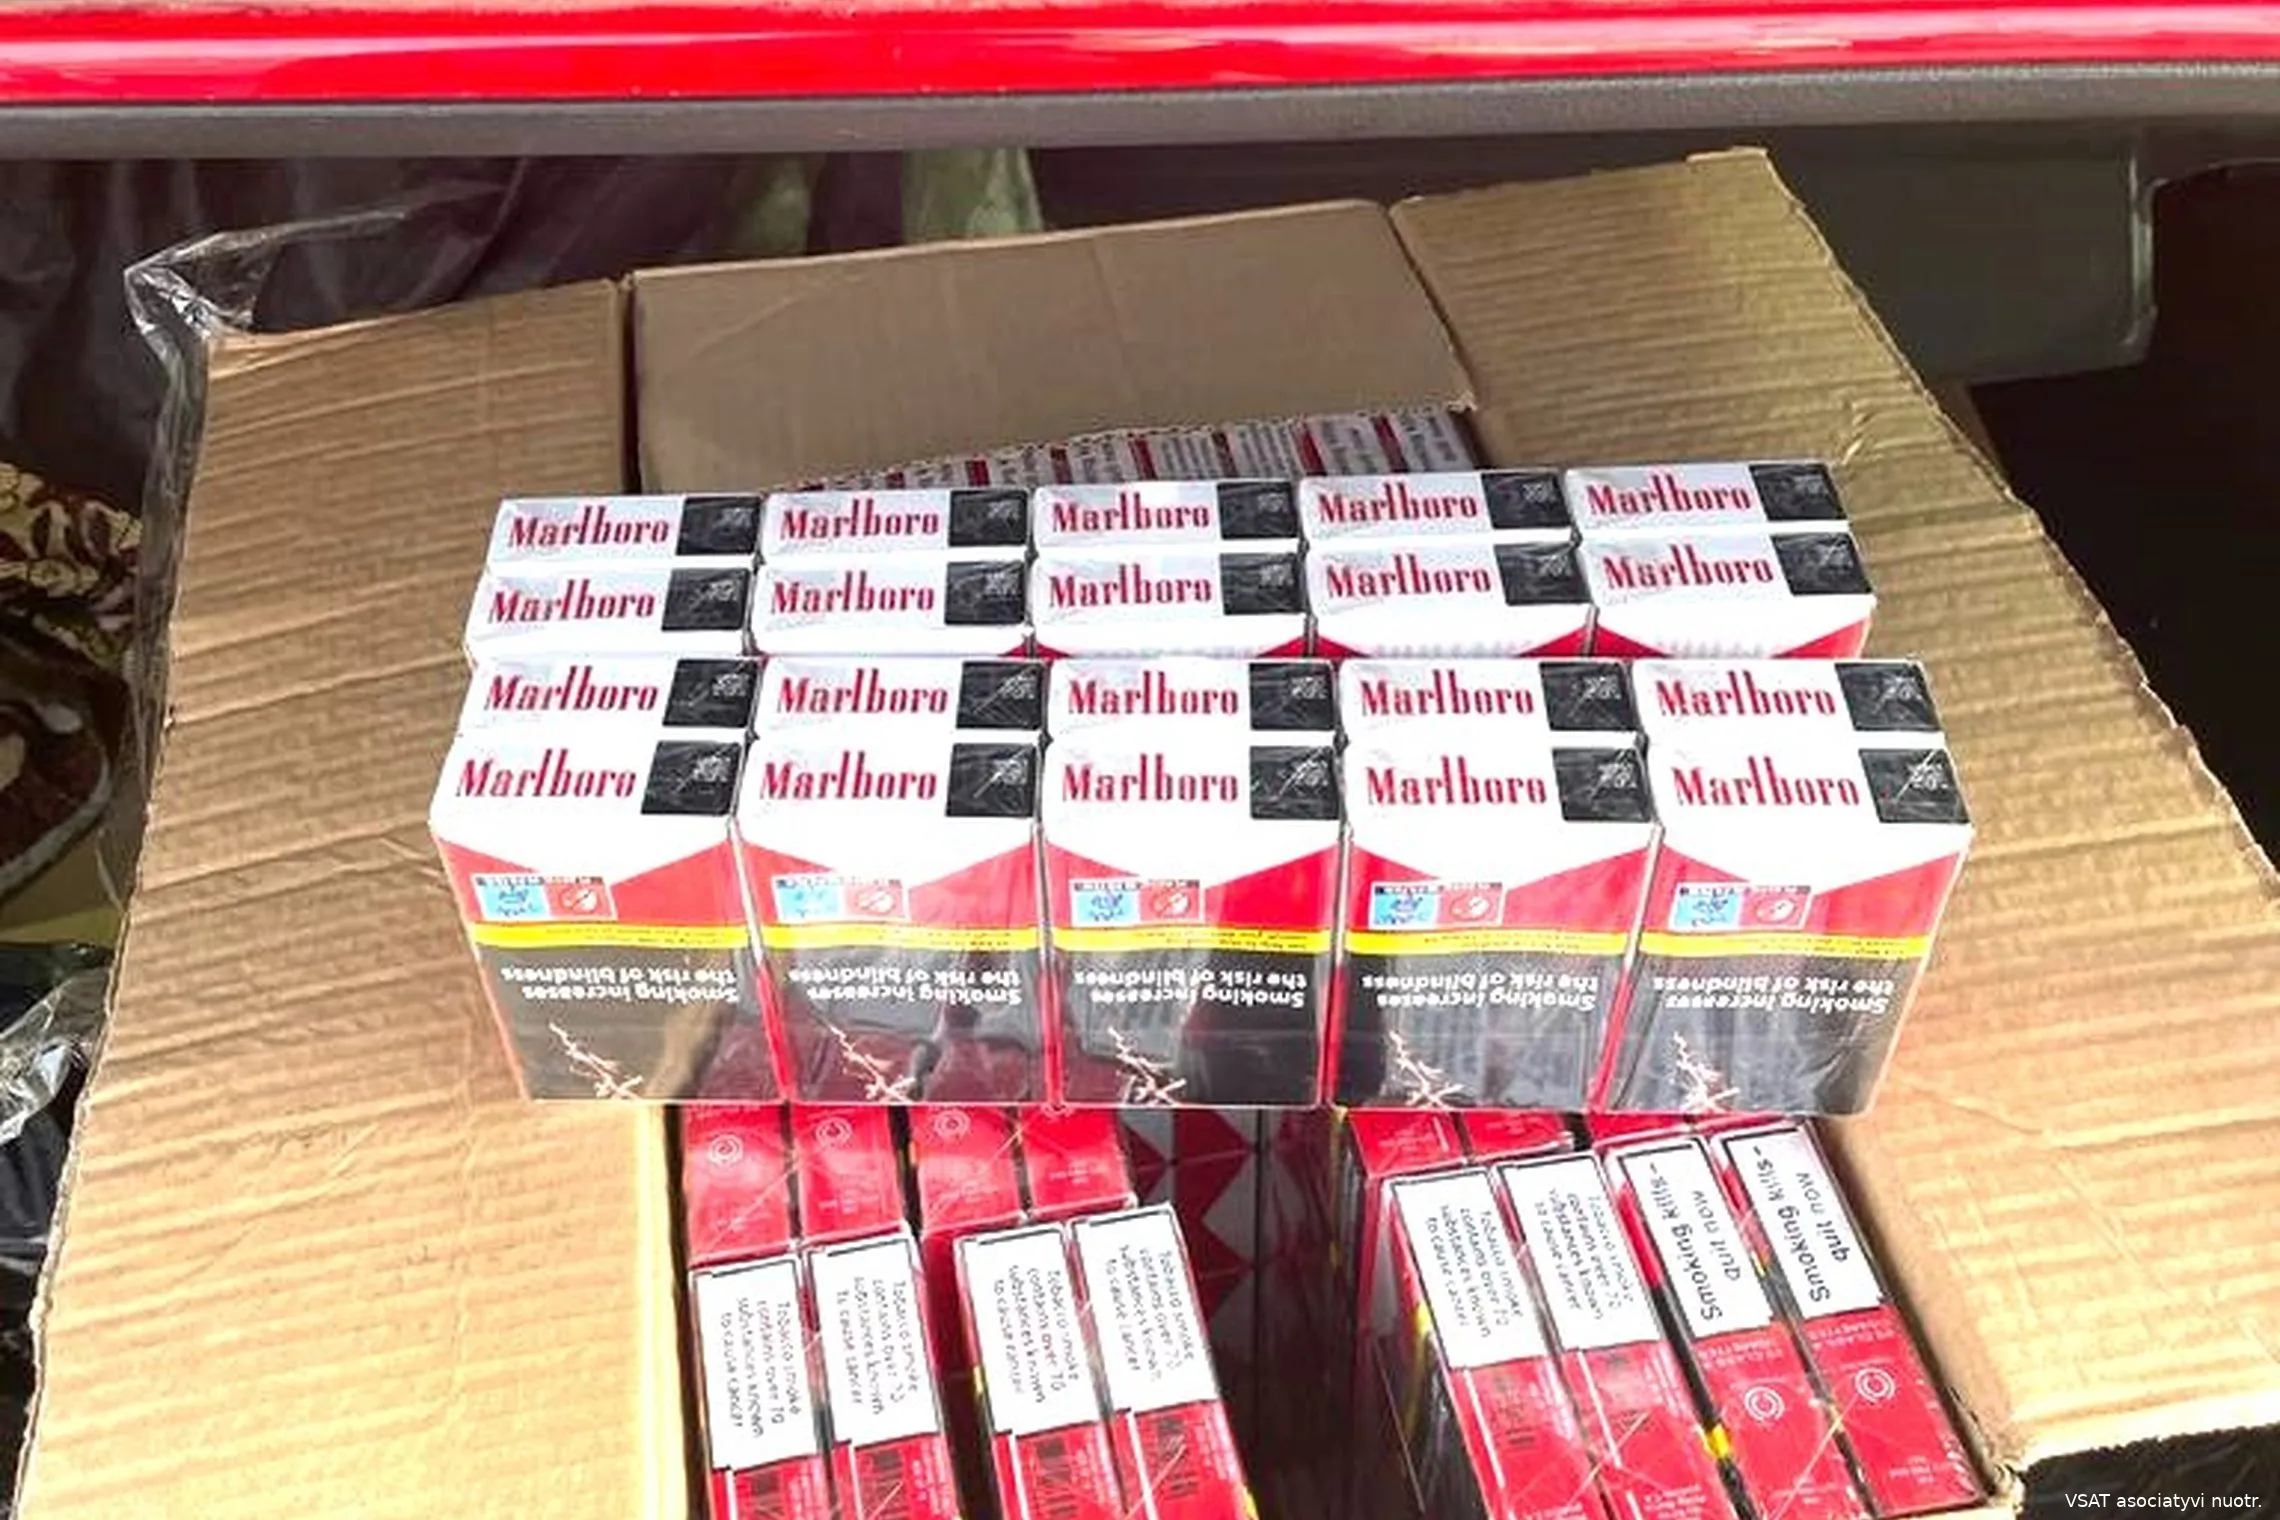 Marlboro Marlboro Marlboro Marlboro Marlboro
Marlboro Marlboro Marlboro Marlboro Marlboro
Marlboro Marlboro Marlboro Marlboro Marlboro
Marlboro Marlboro Marlboro Marlboro Marlboro
Smoking increases
the risk of blindness
Smoking increases
the risk of blindness
Smoking increases
the risk of blindness
Smoking increases
the risk of blindness
Smoking increases
the risk of blindness
Tobacco smoke
contains over 70
substances known
to cause cancer
Tobacco smoke
contains over 70
substances known
to cause cancer
Tobacco smoke
contains over 70
substances known
to cause cancer
Tobacco smoke
contains over 70
substances known
to cause cancer
Tobacco smoke
contains over 70
substances known
to cause cancer
Tobacco smoke
contains over 70
substances known
to cause cancer
Smoking kills-
quit now
Smoking kills-
quit now
VSAT asociatyvi nuotr.